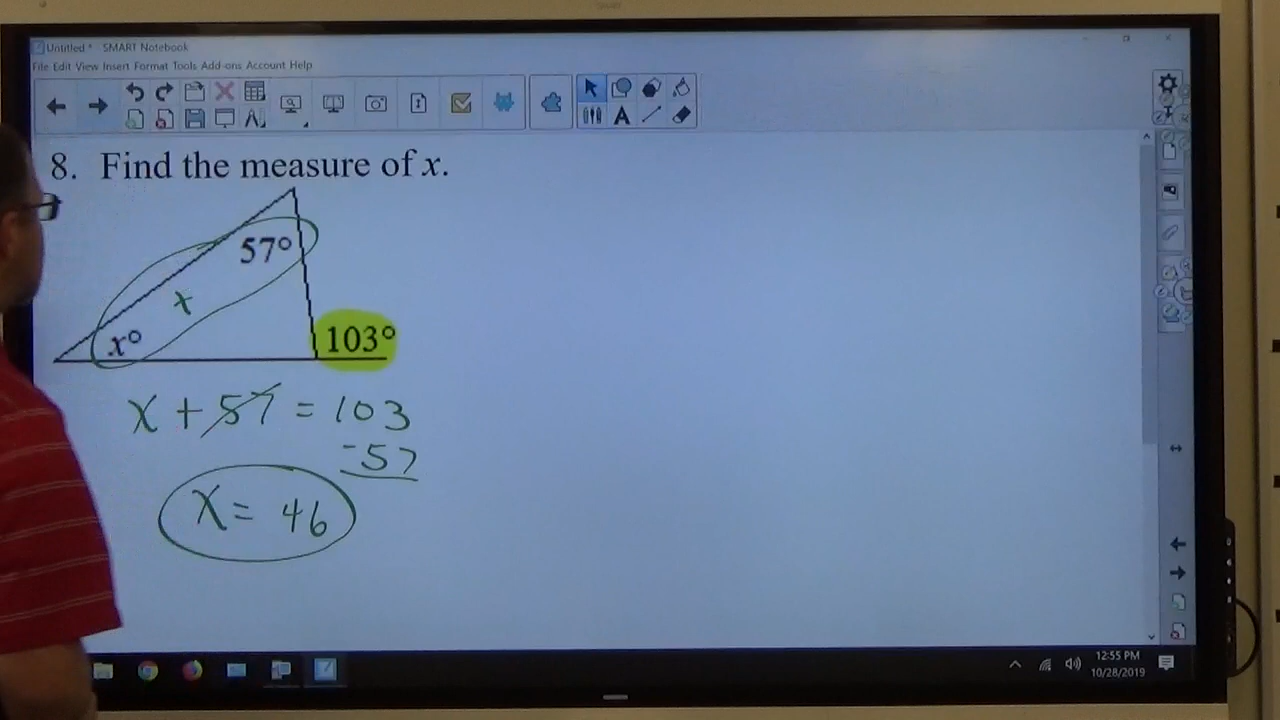 Untitled * SMART Notebook
File Edit View Insert Format Tools Add-ons Account Help
8. Find the measure of x.
57°
+
x°
103°
x + 57 = 103
-57
x = 46
12:55 PM
10/28/2019